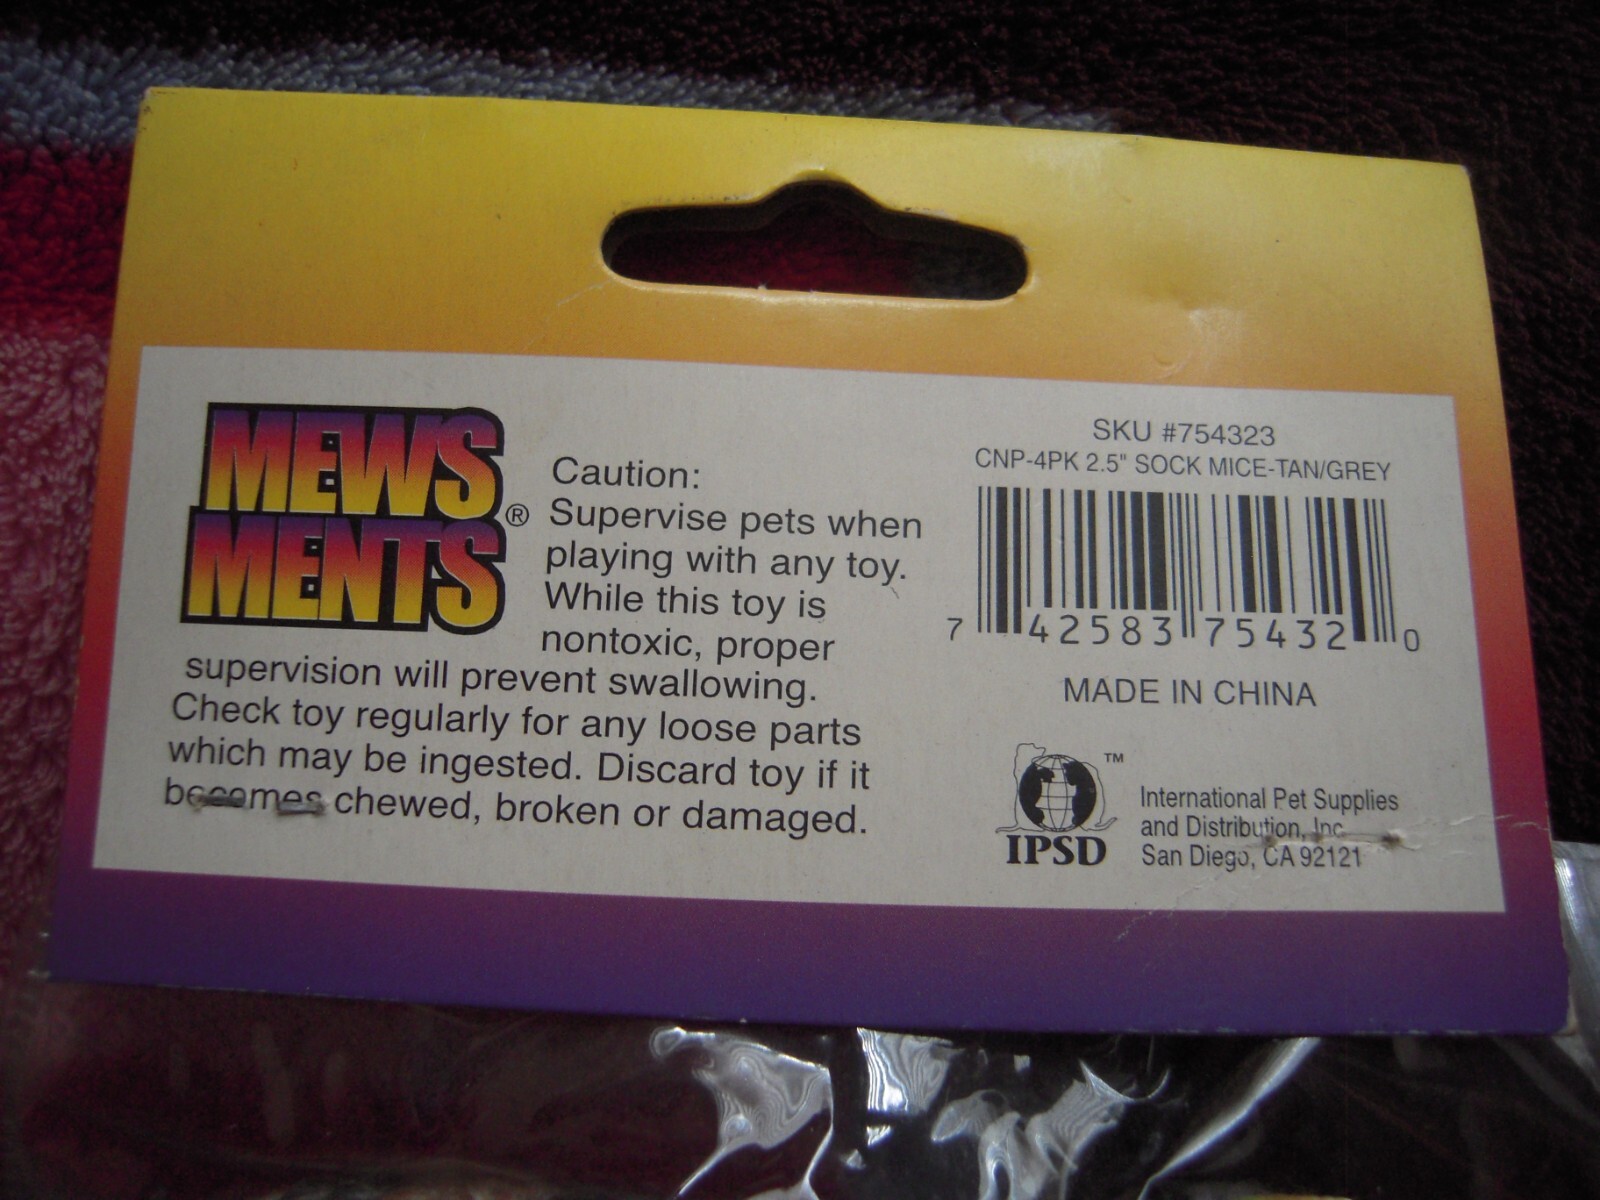 MEWS
MENTS®
Caution:
Supervise pets when
playing with any toy.
While this toy is
nontoxic, proper
supervision will prevent swallowing.
Check toy regularly for any loose parts
which may be ingested. Discard toy if it
becomes chewed, broken or damaged.
SKU #754323
CNP-4PK 2.5" SOCK MICE-TAN/GREY
7 42583 75432 0
MADE IN CHINA
TM
IPSD
International Pet Supplies
and Distribution, Inc
San Diego, CA 92121